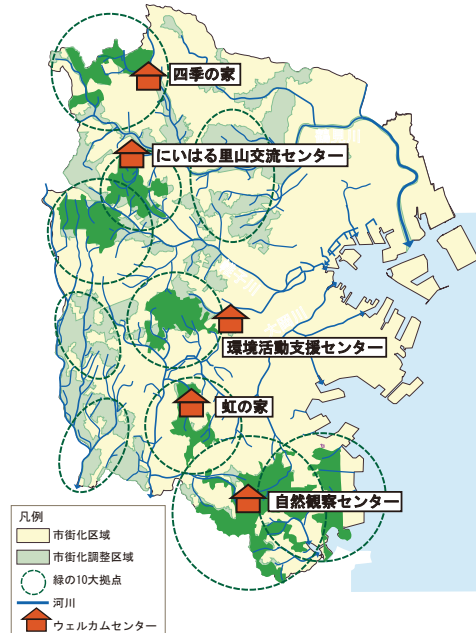 四季の家
にいはる里山交流センター
環境活動支援センター
虹の家
自然観察センター
凡例
市街化区域
市街化調整区域
緑の10大拠点
河川
ウェルカムセンター